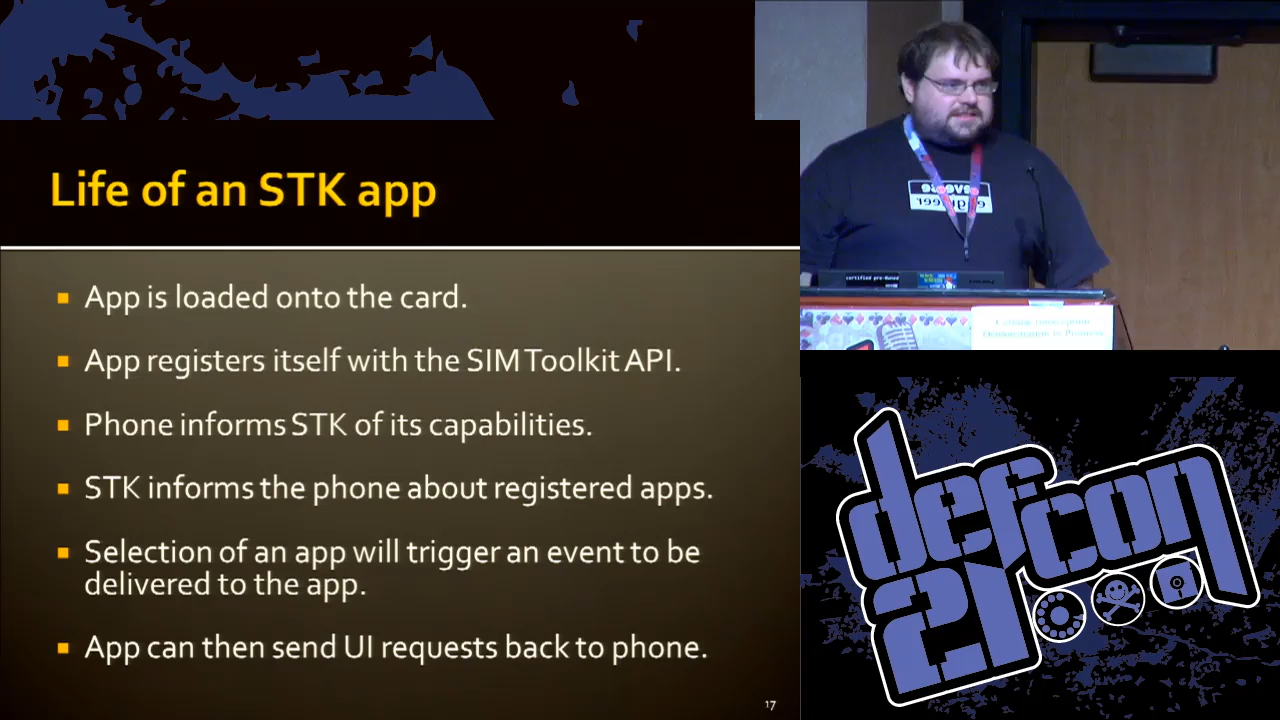 Life of an STK app
App is loaded onto the card.
App registers itself with the SIM Toolkit API.
Phone informs STK of its capabilities.
STK informs the phone about registered apps.
Selection of an app will trigger an event to be
delivered to the app.
App can then send UI requests back to phone.
17
certified pre-0wned
defcon
21